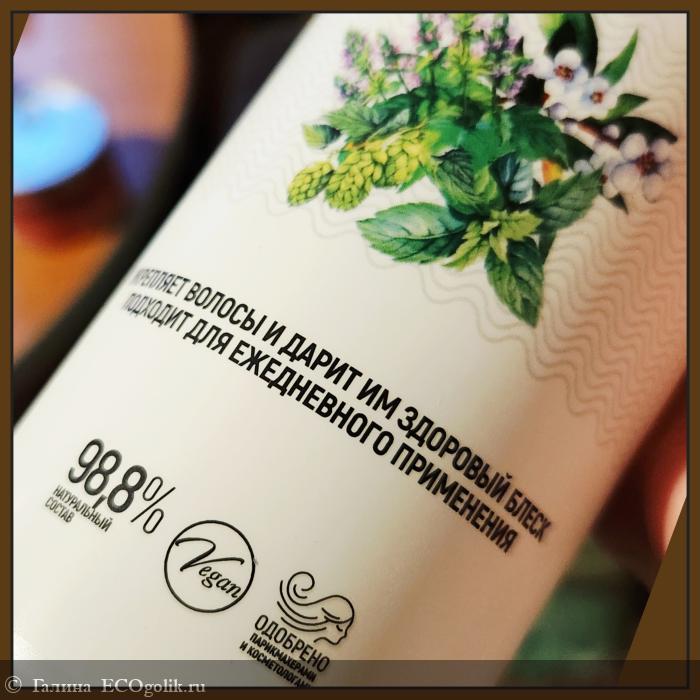 УКРЕПЛЯЕТ ВОЛОСЫ И ДАРИТ ИМ ЗДОРОВЫЙ БЛЕСК
ПОДХОДИТ ДЛЯ ЕЖЕДНЕВНОГО ПРИМЕНЕНИЯ
98,8%
НАТУРАЛЬНЫЙ
СОСТАВ
Vegan
ОДОБРЕНО
ПАРИКМАХЕРАМИ
И КОСМЕТОЛОГАМИ
© Галина ECOgolik.ru